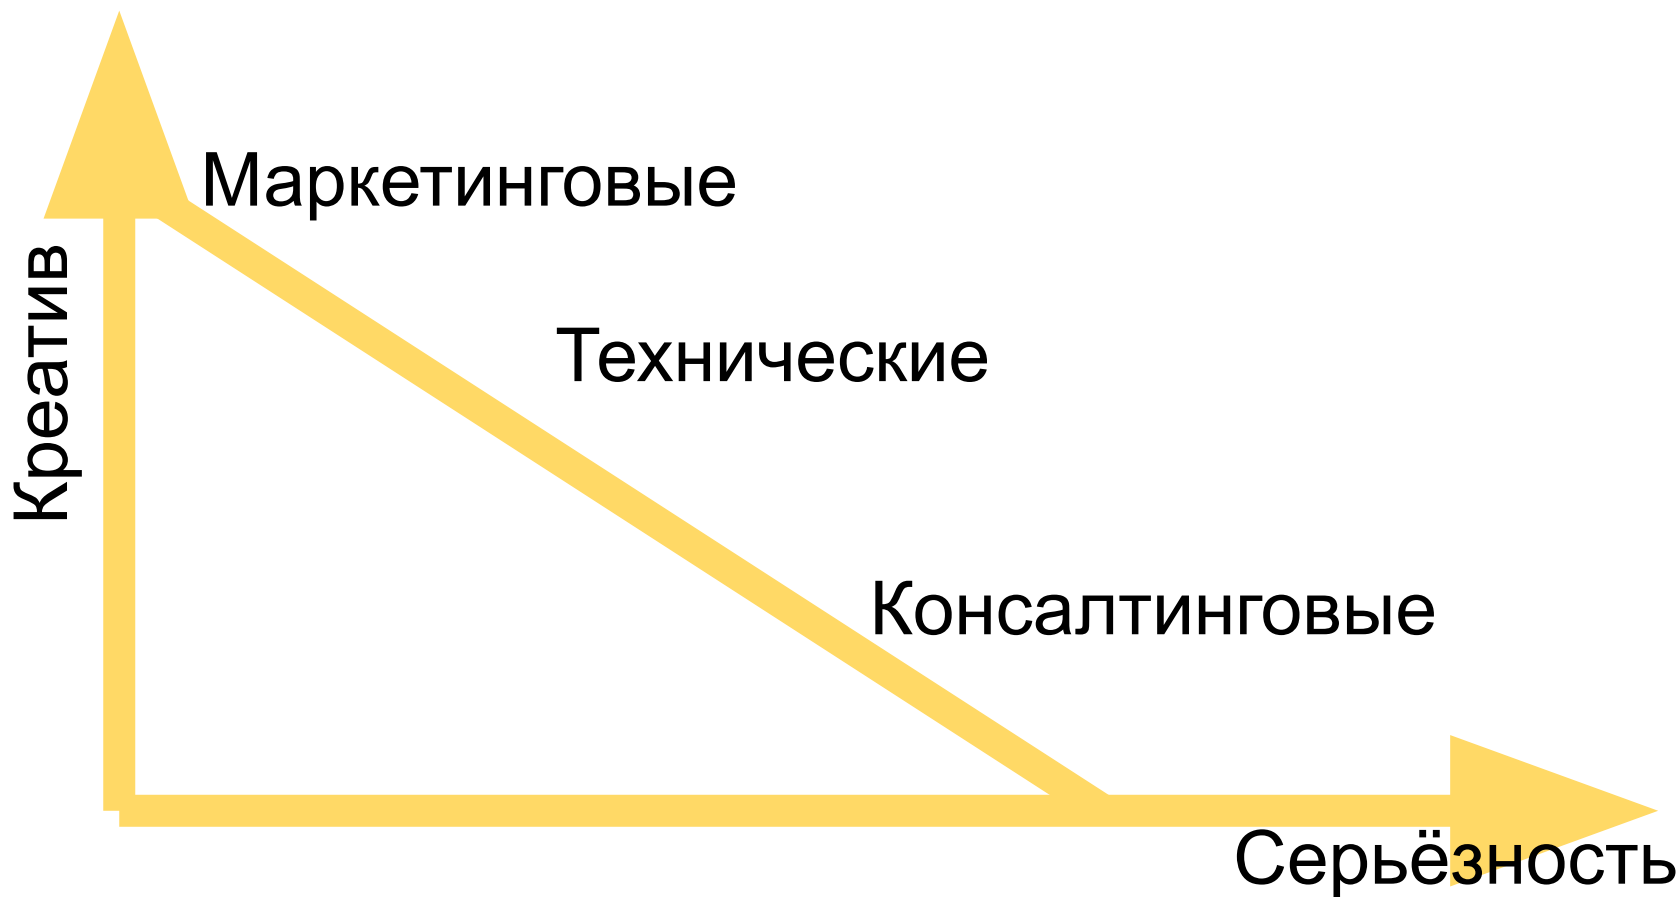 Маркетинговые
Креатив
Технические
Консалтинговые
Серьёзность